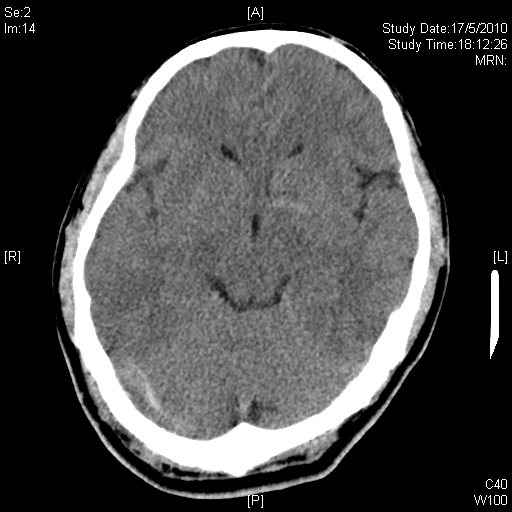 Se:2
Im:14
[A]
Study Date:17/5/2010
Study Time:18:12:26
MRN:
[R]
[L]
[P]
C40
W100